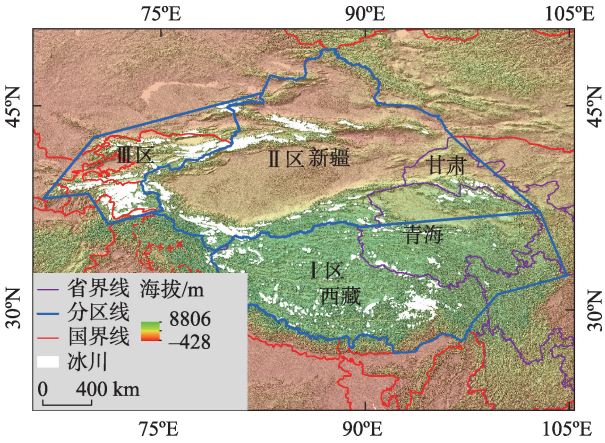 75ºE 90ºE 105ºE
45ºN 45ºN
III区
II区 新疆
甘肃
青海
I区
西藏
30ºN 30ºN
省界线 海拔/m
分区线 8806
国界线 –428
冰川
0 400 km
75ºE 90ºE 105ºE